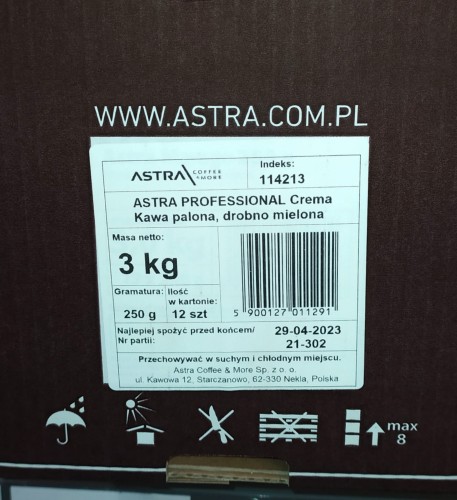 WWW.ASTRA.COM.PL
ASTRA COFFEE & MORE
Indeks:
114213
ASTRA PROFESSIONAL Crema
Kawa palona, drobno mielona
Masa netto:
3 kg
Gramatura:
250 g
Ilość
w kartonie:
12 szt
5 900127 011291
Najlepiej spożyć przed końcem/
Nr partii:
29-04-2023
21-302
Przechowywać w suchym i chłodnym miejscu.
Astra Coffee & More Sp. z o. o.
ul. Kawowa 12, Starczanowo, 62-330 Nekla, Polska
max
8